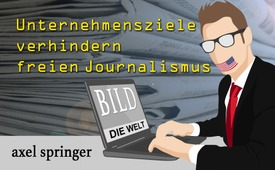 Unternehmensziele
verhindern
freien Journalismus
BILD
DIE WELT
axel springer